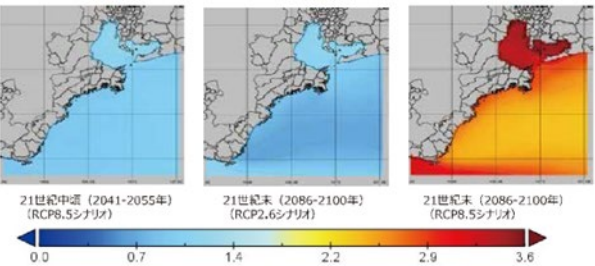 21世紀中頃（2041-2055年）
（RCP8.5シナリオ）
21世紀末（2086-2100年）
（RCP2.6シナリオ）
21世紀末（2086-2100年）
（RCP8.5シナリオ）
0.0 0.7 1.4 2.2 2.9 3.6